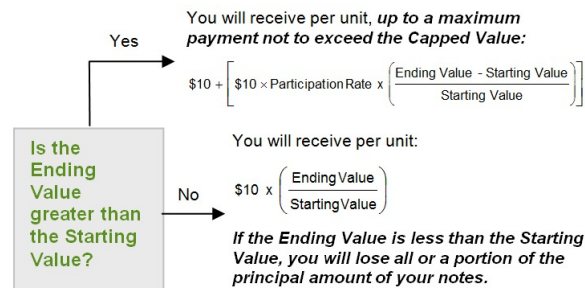 Yes
You will receive per unit, up to a maximum
payment not to exceed the Capped Value:
$10 + [ $10 × Participation Rate x ( Ending Value - Starting Value
Starting Value ) ]
Is the
Ending
Value
greater than
the Starting
Value?
No
You will receive per unit:
$10 x ( Ending Value
Starting Value )
If the Ending Value is less than the Starting
Value, you will lose all or a portion of the
principal amount of your notes.